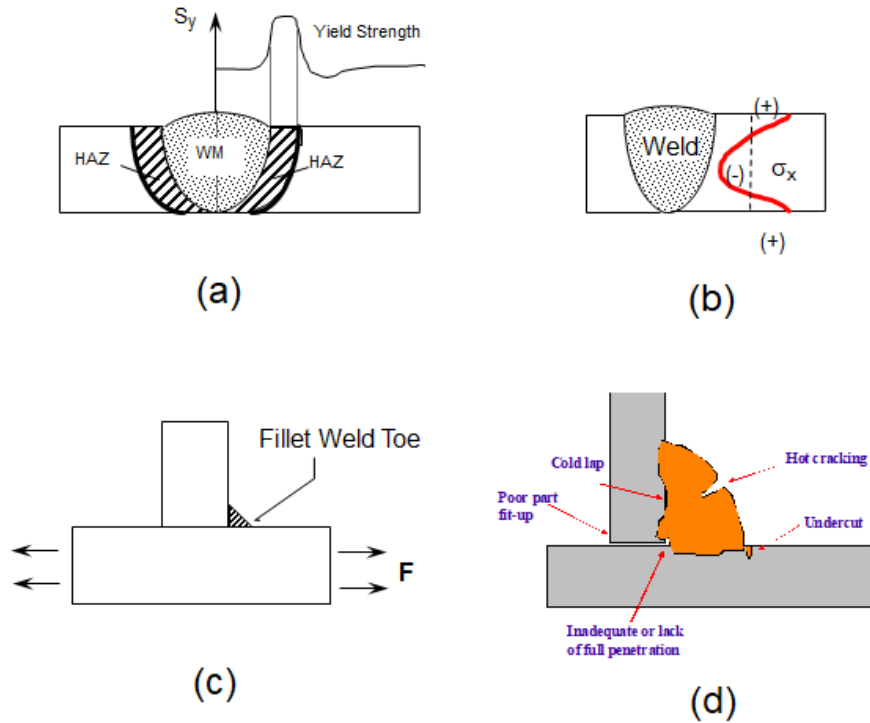 Sy
Yield Strength
HAZ
WM
HAZ
(a)
(+)
Weld
(-)
σx
(+)
(b)
Fillet Weld Toe
F
(c)
Cold lap
Hot cracking
Poor part
fit-up
Undercut
Inadequate or lack
of full penetration
(d)